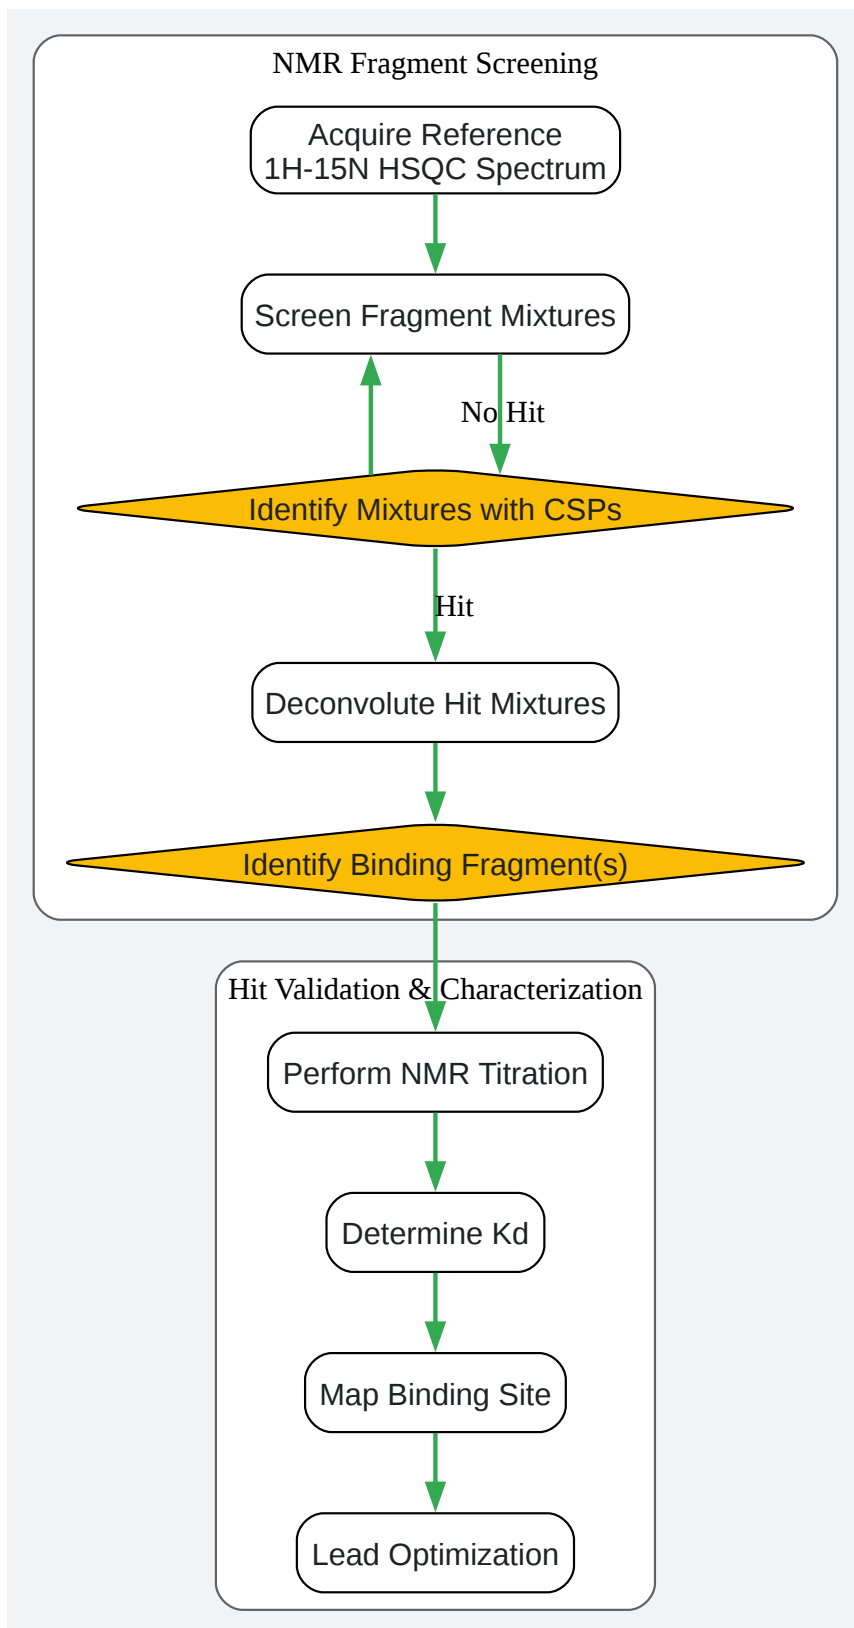 NMR Fragment Screening
Acquire Reference
1H-15N HSQC Spectrum
Screen Fragment Mixtures
No Hit
Identify Mixtures with CSPs
Hit
Deconvolute Hit Mixtures
Identify Binding Fragment(s)
Hit Validation & Characterization
Perform NMR Titration
Determine Kd
Map Binding Site
Lead Optimization